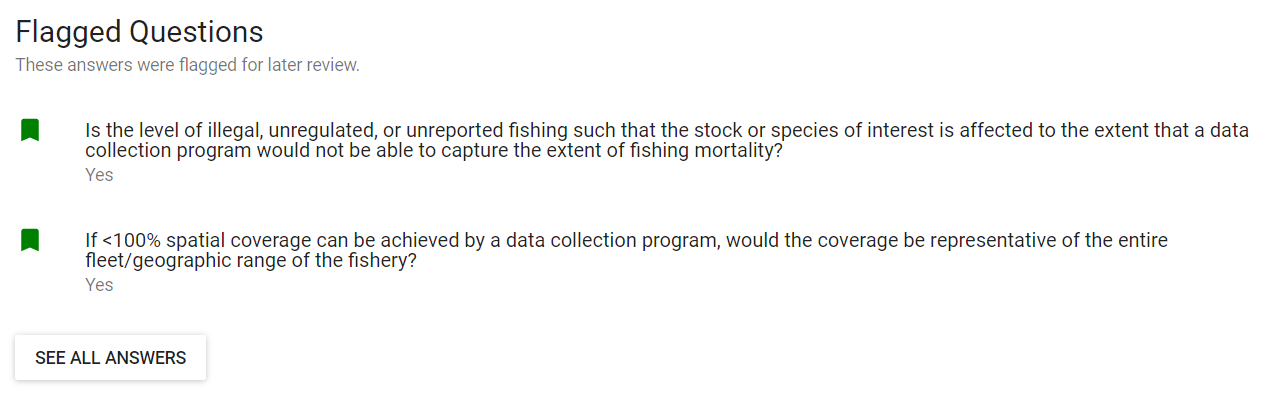 Flagged Questions
These answers were flagged for later review.
Is the level of illegal, unregulated, or unreported fishing such that the stock or species of interest is affected to the extent that a data
collection program would not be able to capture the extent of fishing mortality?
Yes
If <100% spatial coverage can be achieved by a data collection program, would the coverage be representative of the entire
fleet/geographic range of the fishery?
Yes
SEE ALL ANSWERS